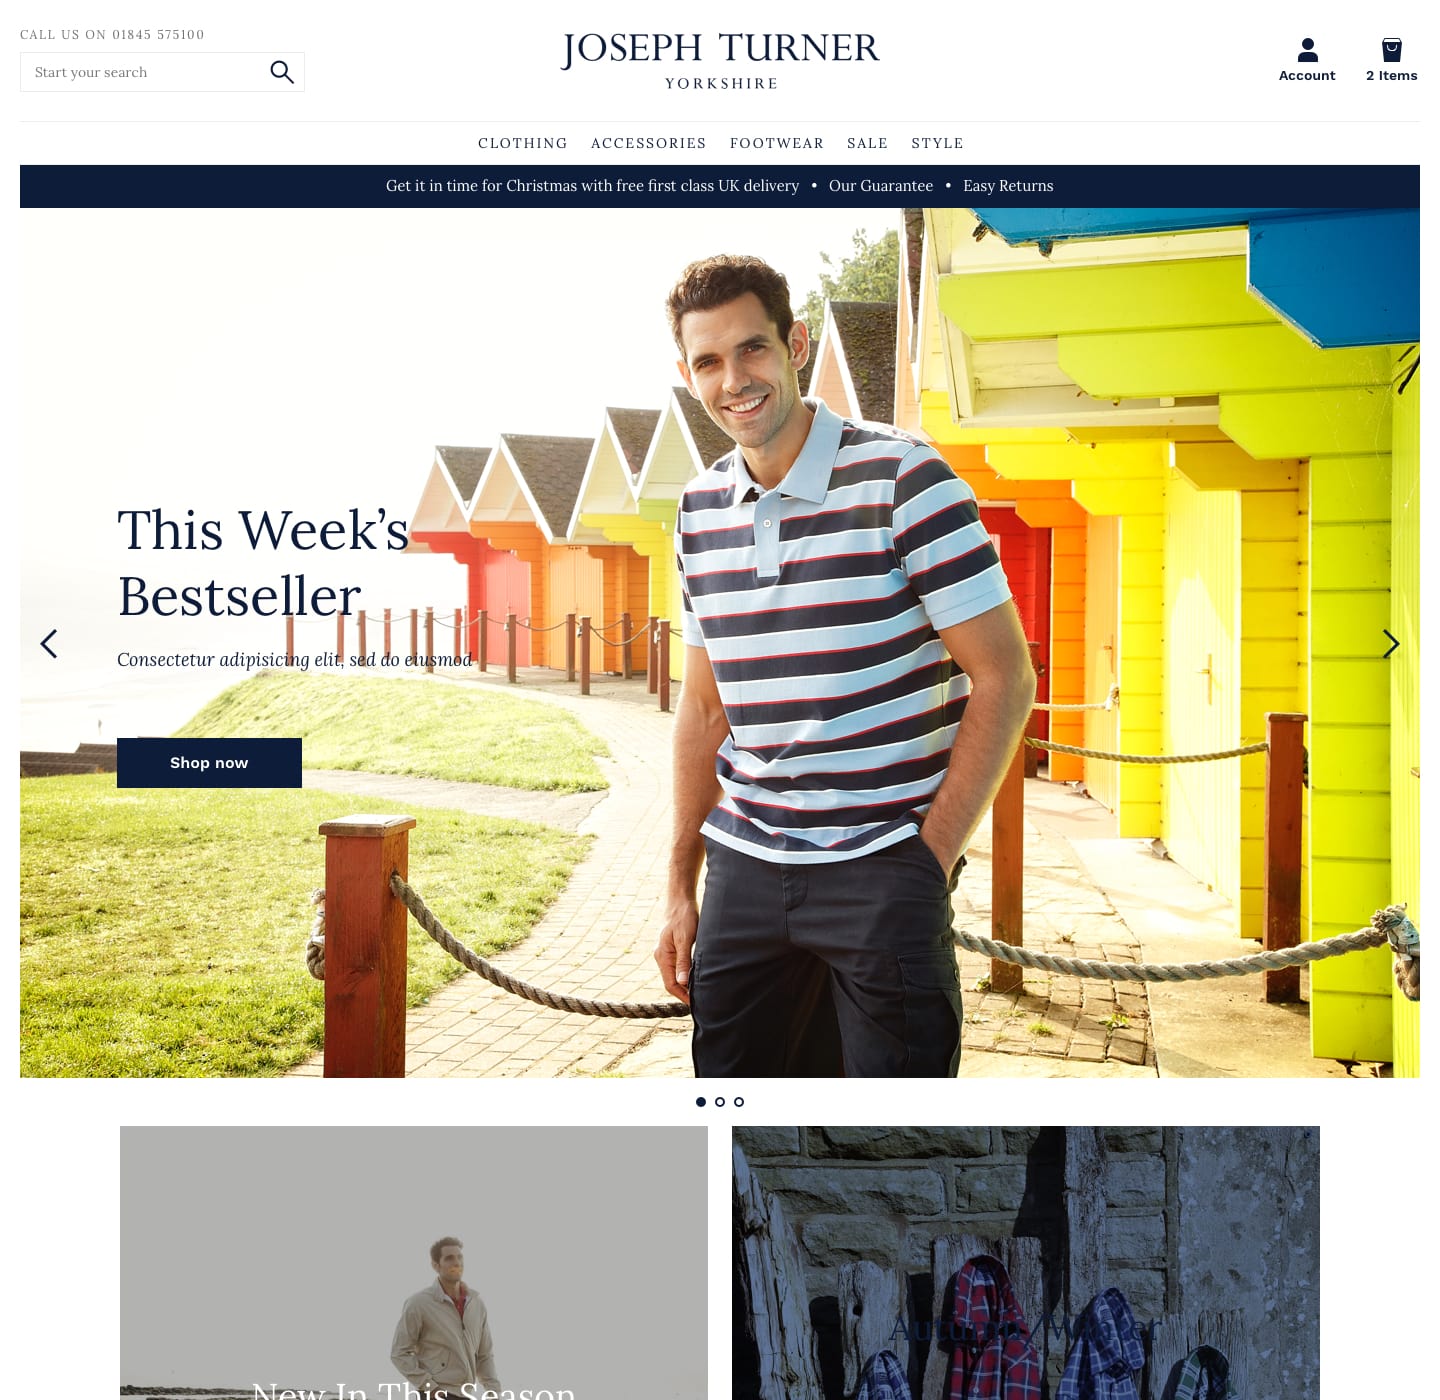 CALL US ON 01845 575100
Start your search
JOSEPH TURNER
YORKSHIRE
Account
2 Items
CLOTHING ACCESSORIES FOOTWEAR SALE STYLE
Get it in time for Christmas with free first class UK delivery • Our Guarantee • Easy Returns
This Week’s
Bestseller
Consectetur adipisicing elit, sed do eiusmod
Shop now
New In This Season
Autumn/Winter